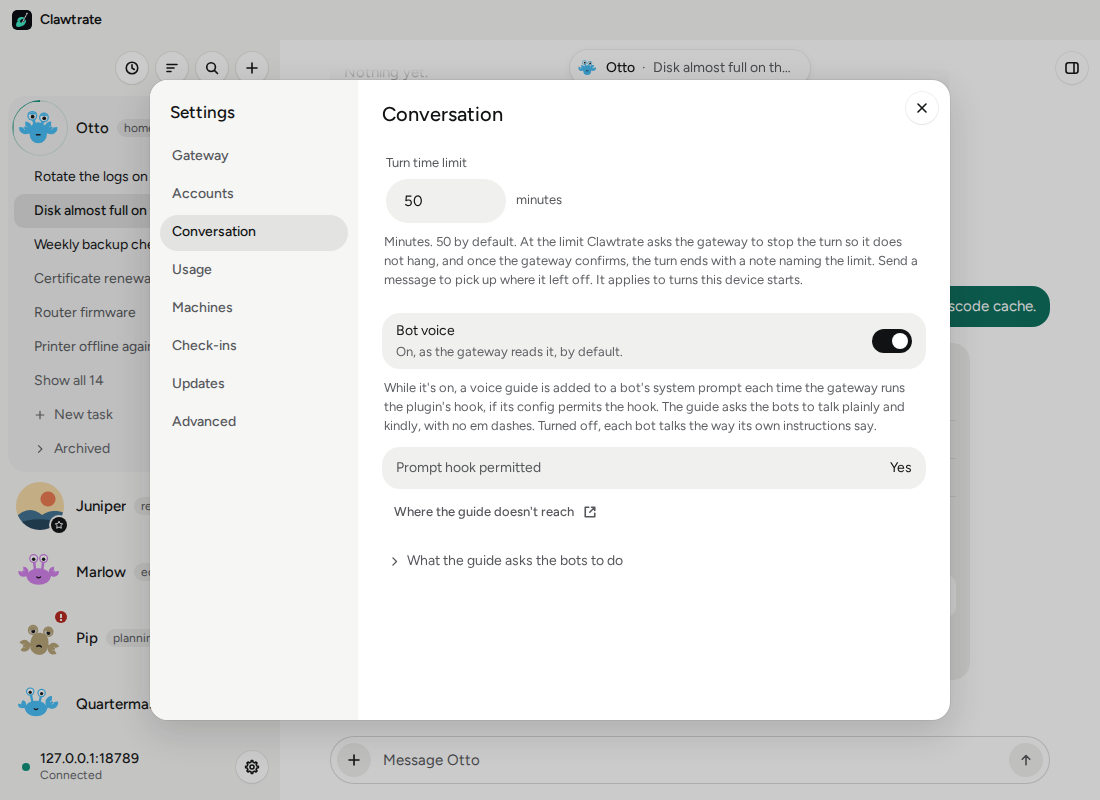 Clawtrate
Nothing yet.
Otto · Disk almost full on th...
Otto
Rotate the logs on
Disk almost full on
Weekly backup
Certificate
Router firmware
Printer offline again
Show all 14
New task
Archived
Juniper
Marlow
Pip
127.0.0.1:18789
Connected
Settings
Gateway
Accounts
Conversation
Usage
Machines
Check-ins
Updates
Advanced
Conversation
Turn time limit
50 minutes
Minutes. 50 by default. At the limit Clawtrate asks the gateway to stop the turn so it does
not hang, and once the gateway confirms, the turn ends with a note naming the limit. Send a
message to pick up where it left off. It applies to turns this device starts.
Bot voice
On, as the gateway reads it, by default.
While it's on, a voice guide is added to a bot's system prompt each time the gateway runs
the plugin's hook, if its config permits the hook. The guide asks the bots to talk plainly and
kindly, with no em dashes. Turned off, each bot talks the way its own instructions say.
Prompt hook permitted Yes
Where the guide doesn't reach
What the guide asks the bots to do
cache.
Message Otto